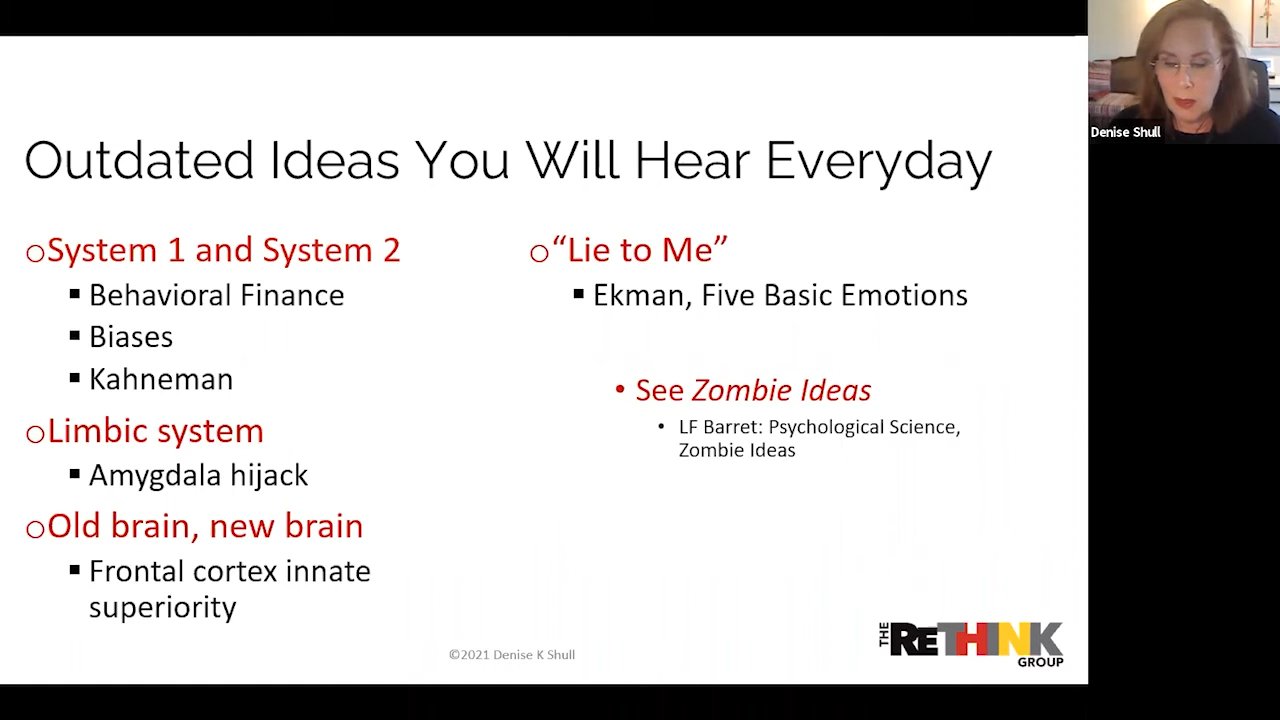 Outdated Ideas You Will Hear Everyday
System 1 and System 2
Behavioral Finance
Biases
Kahneman
Limbic system
Amygdala hijack
Old brain, new brain
Frontal cortex innate
superiority
“Lie to Me”
Ekman, Five Basic Emotions
See Zombie Ideas
LF Barret: Psychological Science,
Zombie Ideas
©2021 Denise K Shull
THE RETHINK
GROUP
Denise Shull